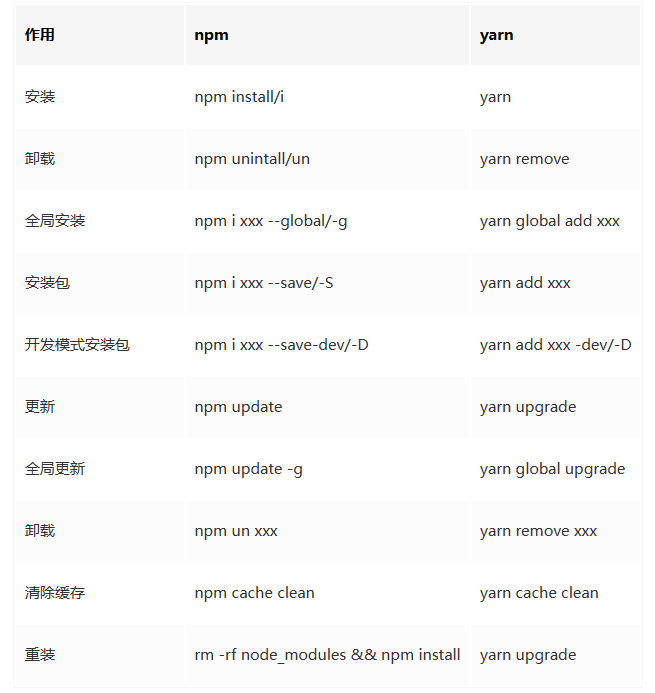 作用 npm yarn
安装 npm install/i yarn
卸载 npm unintall/un yarn remove
全局安装 npm i xxx --global/-g yarn global add xxx
安装包 npm i xxx --save/-S yarn add xxx
开发模式安装包 npm i xxx --save-dev/-D yarn add xxx -dev/-D
更新 npm update yarn upgrade
全局更新 npm update -g yarn global upgrade
卸载 npm un xxx yarn remove xxx
清除缓存 npm cache clean yarn cache clean
重装 rm -rf node_modules && npm install yarn upgrade